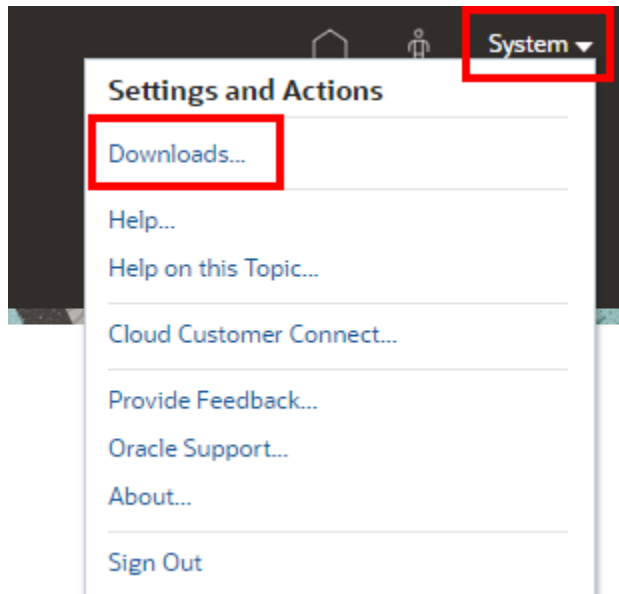 System
Settings and Actions
Downloads...
Help...
Help on this Topic...
Cloud Customer Connect...
Provide Feedback...
Oracle Support...
About...
Sign Out